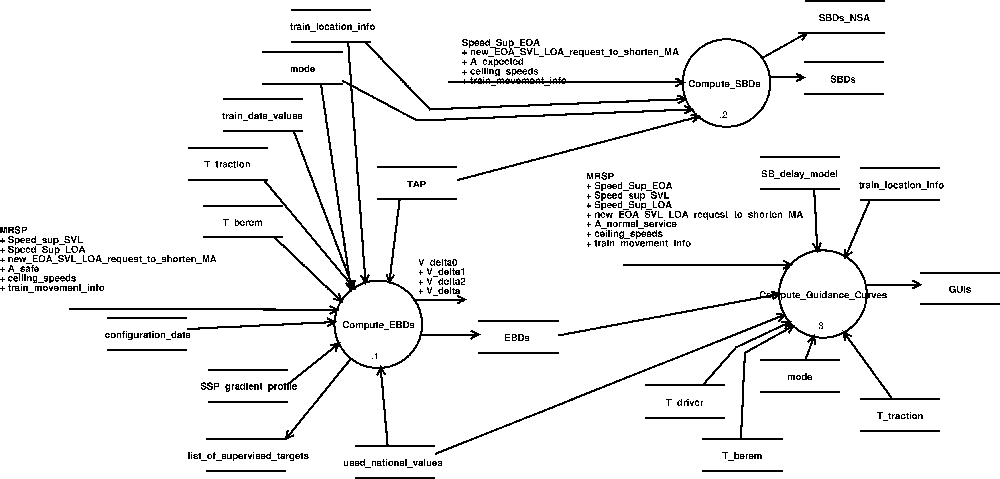 SBDs_NSA
train_location_info
Speed_Sup_EOA
+ new_EOA_SVL_LOA_request_to_shorten_MA
+ A_expected
+ ceiling_speeds
+ train_movement_info
mode
Compute_SBDs
.2
SBDs
train_data_values
T_traction
TAP
MRSP
+ Speed_Sup_EOA
+ Speed_sup_SVL
+ Speed_Sup_LOA
+ new_EOA_SVL_LOA_request_to_shorten_MA
+ A_normal_service
+ ceiling_speeds
+ train_movement_info
SB_delay_model
train_location_info
T_berem
MRSP
+ Speed_sup_SVL
+ Speed_Sup_LOA
+ new_EOA_SVL_LOA_request_to_shorten_MA
+ A_safe
+ ceiling_speeds
+ train_movement_info
V_delta0
+ V_delta1
+ V_delta2
+ V_delta
Compute_Guidance_Curves
.3
GUIs
configuration_data
Compute_EBDs
.1
EBDs
SSP_gradient_profile
mode
T_driver
T_traction
list_of_supervised_targets
used_national_values
T_berem